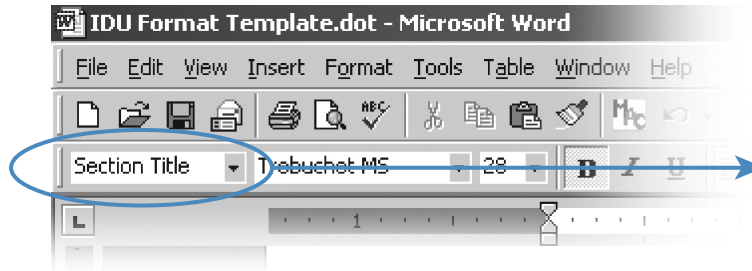 IDU Format Template.dot - Microsoft Word
File Edit View Insert Format Tools Table Window Help
ABC
Section Title Trebuchet MS 28 B I U
L 1